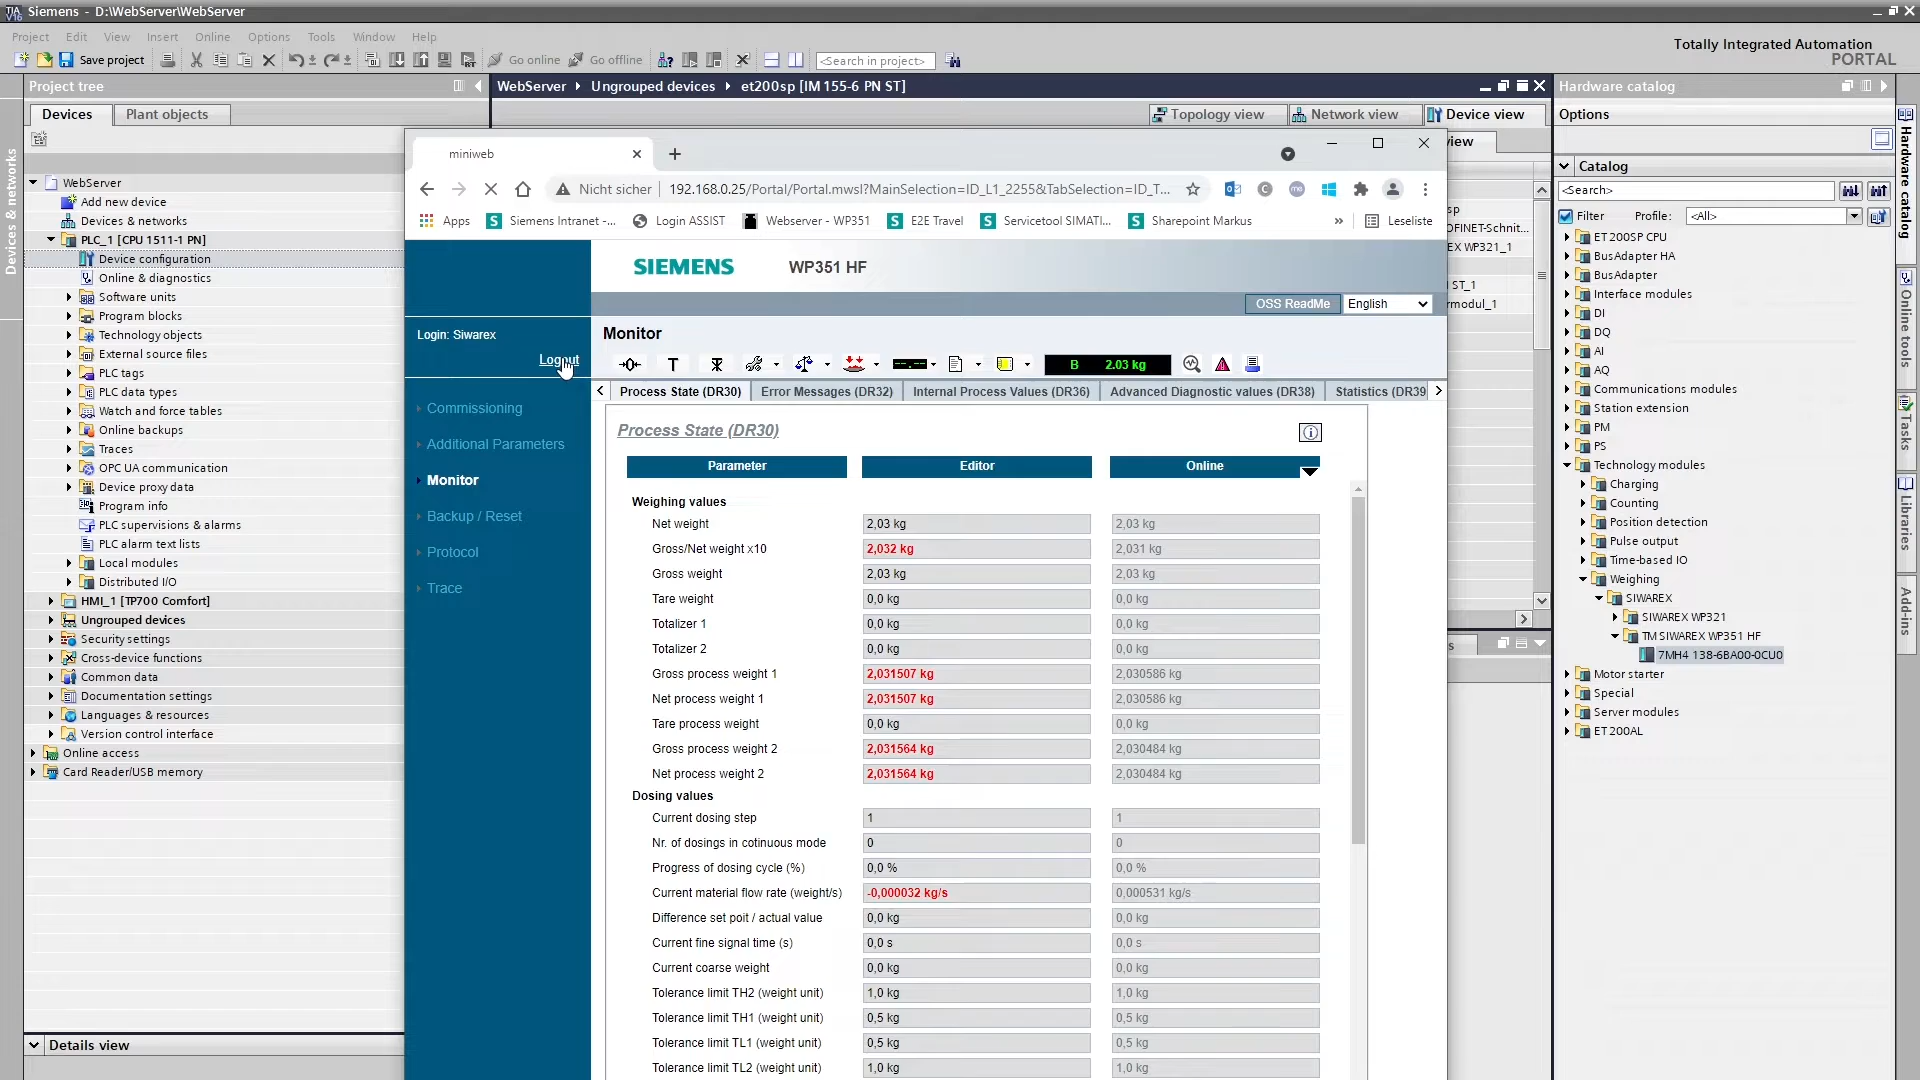 Siemens - D:\WebServer\WebServer
Project Edit View Insert Online Options Tools Window Help
Save project
Go online
Go offline
<Search in project>
Totally Integrated Automation
PORTAL
Project tree
WebServer
Ungrouped devices
et200sp [IM 155-6 PN ST]
Hardware catalog
Devices
Plant objects
Topology view
Network view
Device view
Options
Devices & networks
WebServer
Add new device
Devices & networks
PLC_1 [CPU 1511-1 PN]
Device configuration
Online & diagnostics
Software units
Program blocks
Technology objects
External source files
PLC tags
PLC data types
Watch and force tables
Online backups
Traces
OPC UA communication
Device proxy data
Program info
PLC supervisions & alarms
PLC alarm text lists
Local modules
Distributed I/O
HMI_1 [TP700 Comfort]
Ungrouped devices
Security settings
Cross-device functions
Common data
Documentation settings
Languages & resources
Version control interface
Online access
Card Reader/USB memory
Details view
miniweb
Nicht sicher
192.168.0.25/Portal/Portal.mwsl?MainSelection=ID_L1_2255&TabSelection=ID_T...
Apps
Siemens Intranet -...
Login ASSIST
Webserver - WP351
E2E Travel
Servicetool SIMATI...
Sharepoint Markus
»
Leseliste
SIEMENS
WP351 HF
OSS ReadMe
English
Login: Siwarex
Logout
Commissioning
Additional Parameters
Monitor
Backup / Reset
Protocol
Trace
Monitor
T
B 2.03 kg
Process State (DR30)
Error Messages (DR32)
Internal Process Values (DR36)
Advanced Diagnostic values (DR38)
Statistics (DR39
Process State (DR30)
Parameter Editor Online
Weighing values
Net weight 2,03 kg 2,03 kg
Gross/Net weight x10 2,032 kg 2,031 kg
Gross weight 2,03 kg 2,03 kg
Tare weight 0,0 kg 0,0 kg
Totalizer 1 0,0 kg 0,0 kg
Totalizer 2 0,0 kg 0,0 kg
Gross process weight 1 2,031507 kg 2,030586 kg
Net process weight 1 2,031507 kg 2,030586 kg
Tare process weight 0,0 kg 0,0 kg
Gross process weight 2 2,031564 kg 2,030484 kg
Net process weight 2 2,031564 kg 2,030484 kg
Dosing values
Current dosing step 1 1
Nr. of dosings in cotinuous mode 0 0
Progress of dosing cycle (%) 0,0 % 0,0 %
Current material flow rate (weight/s) -0,000032 kg/s 0,000531 kg/s
Difference set poit / actual value 0,0 kg 0,0 kg
Current fine signal time (s) 0,0 s 0,0 s
Current coarse weight 0,0 kg 0,0 kg
Tolerance limit TH2 (weight unit) 1,0 kg 1,0 kg
Tolerance limit TH1 (weight unit) 0,5 kg 0,5 kg
Tolerance limit TL1 (weight unit) 0,5 kg 0,5 kg
Tolerance limit TL2 (weight unit) 1,0 kg 1,0 kg
Catalog
<Search>
Filter
Profile:
<All>
ET 200SP CPU
BusAdapter HA
BusAdapter
Interface modules
DI
DQ
AI
AQ
Communications modules
Station extension
PM
PS
Technology modules
Charging
Counting
Position detection
Pulse output
Time-based IO
Weighing
SIWAREX
SIWAREX WP321
TM SIWAREX WP351 HF
7MH4 138-6BA00-0CU0
Motor starter
Special
Server modules
ET 200AL
Hardware catalog
Online tools
Tasks
Libraries
Add-ins